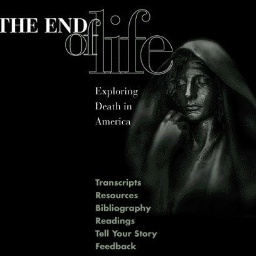 THE END
of life
Exploring
Death in
America
Transcripts
Resources
Bibliography
Readings
Tell Your Story
Feedback